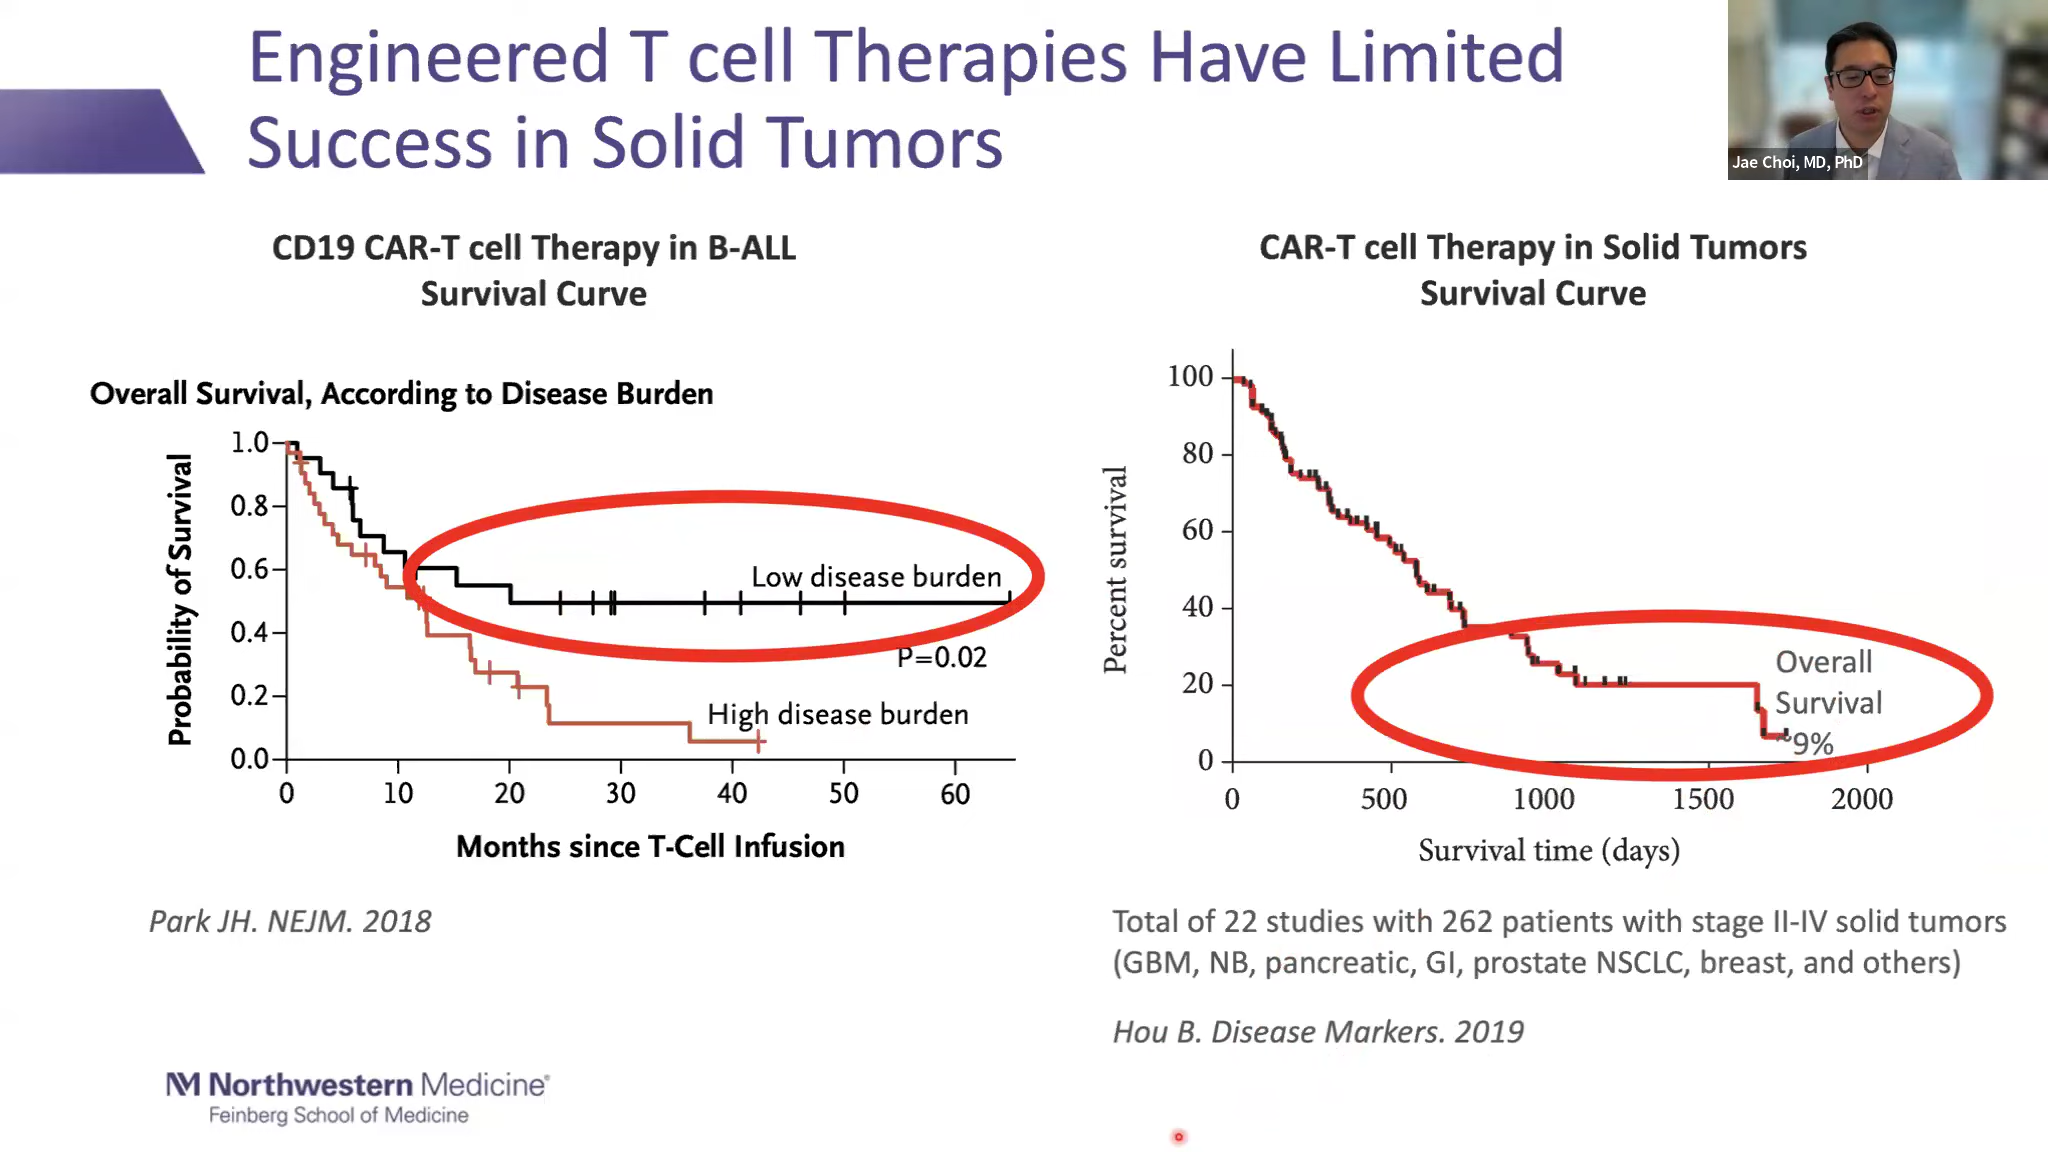 Engineered T cell Therapies Have Limited
Success in Solid Tumors
Jae Choi, MD, PhD
CD19 CAR-T cell Therapy in B-ALL
Survival Curve
Overall Survival, According to Disease Burden
Probability of Survival
1.0
0.8
0.6
0.4
0.2
0.0
Low disease burden
P=0.02
High disease burden
0 10 20 30 40 50 60
Months since T-Cell Infusion
Park JH. NEJM. 2018
CAR-T cell Therapy in Solid Tumors
Survival Curve
Percent survival
100
80
60
40
20
0
Overall
Survival
~9%
0 500 1000 1500 2000
Survival time (days)
Total of 22 studies with 262 patients with stage II-IV solid tumors
(GBM, NB, pancreatic, GI, prostate NSCLC, breast, and others)
Hou B. Disease Markers. 2019
NM Northwestern Medicine®
Feinberg School of Medicine